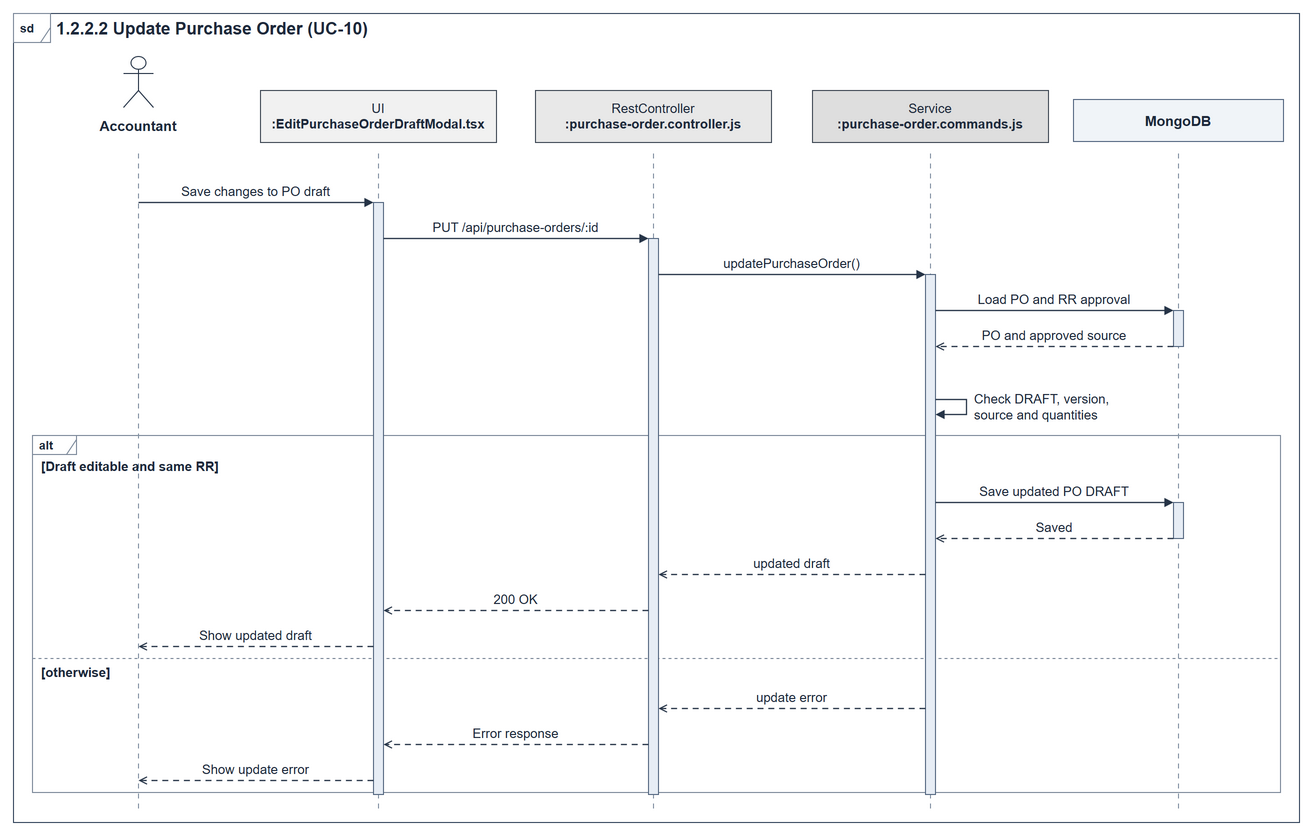 sd
1.2.2.2 Update Purchase Order (UC-10)
Accountant
UI
:EditPurchaseOrderDraftModal.tsx
RestController
:purchase-order.controller.js
Service
:purchase-order.commands.js
MongoDB
Save changes to PO draft
PUT /api/purchase-orders/:id
updatePurchaseOrder()
Load PO and RR approval
PO and approved source
Check DRAFT, version,
source and quantities
alt
[Draft editable and same RR]
Save updated PO DRAFT
Saved
updated draft
200 OK
Show updated draft
[otherwise]
update error
Error response
Show update error